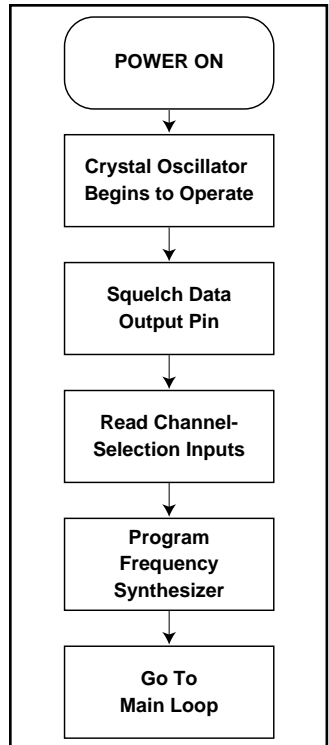 POWER ON
Crystal Oscillator
Begins to Operate
Squelch Data
Output Pin
Read Channel-
Selection Inputs
Program
Frequency
Synthesizer
Go To
Main Loop